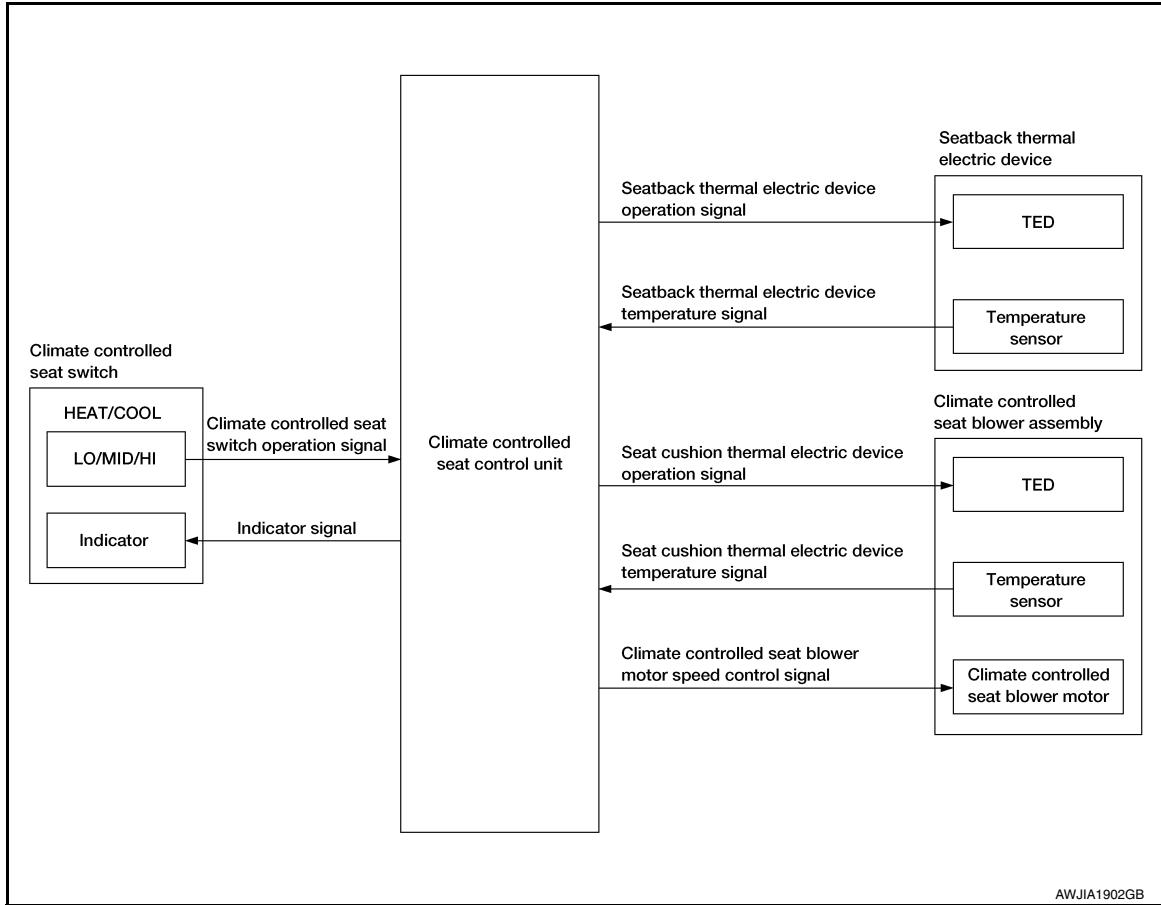 Seatback thermal
electric device
Seatback thermal electric device
operation signal
TED
Seatback thermal electric device
temperature signal
Temperature
sensor
Climate controlled
seat switch
HEAT/COOL
LO/MID/HI
Climate controlled seat
switch operation signal
Indicator
Indicator signal
Climate controlled
seat control unit
Climate controlled
seat blower assembly
Seat cushion thermal electric device
operation signal
TED
Seat cushion thermal electric device
temperature signal
Temperature
sensor
Climate controlled seat blower
motor speed control signal
Climate controlled
seat blower motor
AWJIA1902GB